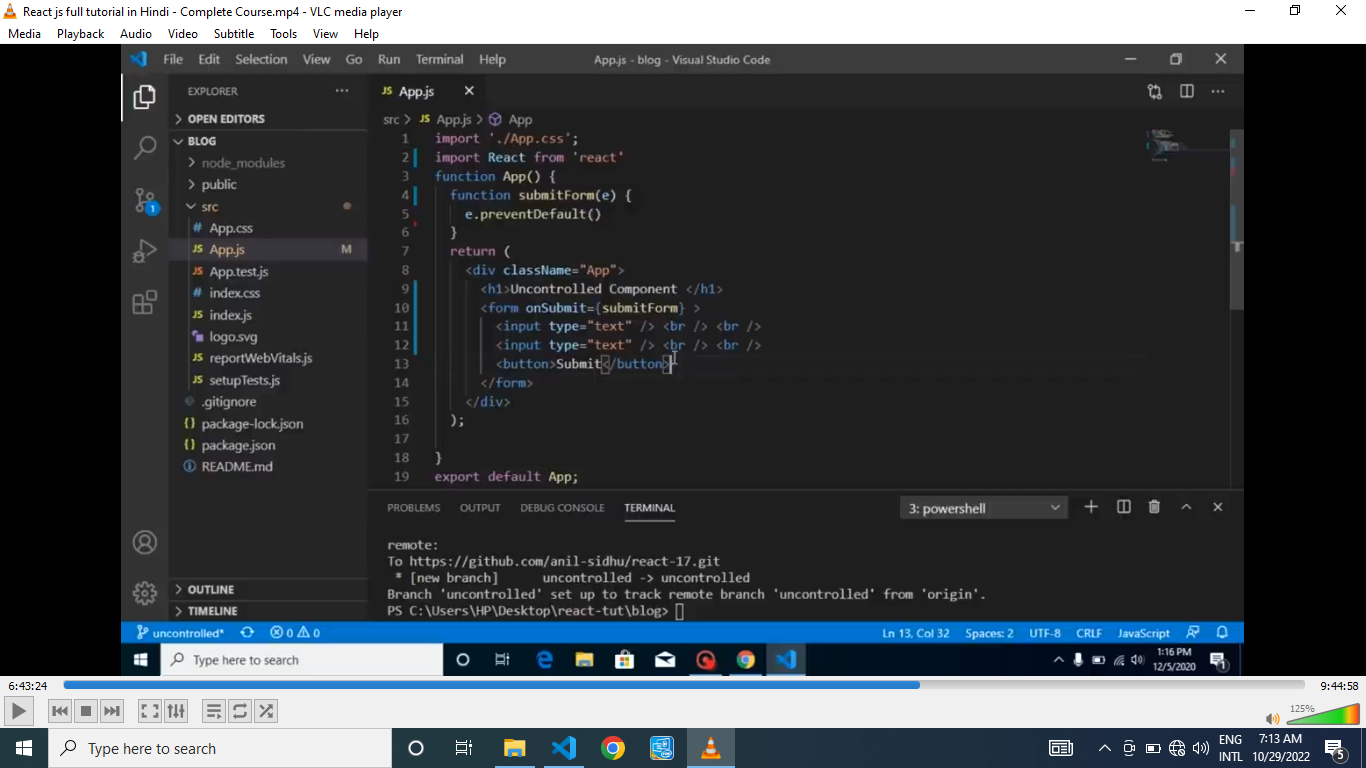 React js full tutorial in Hindi - Complete Course.mp4 - VLC media player
Media Playback Audio Video Subtitle Tools View Help
File Edit Selection View Go Run Terminal Help App.js - blog - Visual Studio Code
EXPLORER
OPEN EDITORS
BLOG
node_modules
public
src
# App.css
JS App.js M
JS App.test.js
# index.css
JS index.js
logo.svg
JS reportWebVitals.js
JS setupTests.js
.gitignore
{} package-lock.json
{} package.json
README.md
OUTLINE
TIMELINE
1
JS App.js
src > JS App.js > App
1 import './App.css';
2 import React from 'react'
3 function App() {
4 function submitForm(e) {
5 e.preventDefault()
6 }
7 return (
8 <div className="App">
9 <h1>Uncontrolled Component </h1>
10 <form onSubmit={submitForm} >
11 <input type="text" /> <br /> <br />
12 <input type="text" /> <br /> <br />
13 <button>Submit</button>
14 </form>
15 </div>
16 );
17
18 }
19 export default App;
PROBLEMS OUTPUT DEBUG CONSOLE TERMINAL 3: powershell
remote:
To https://github.com/anil-sidhu/react-17.git
* [new branch] uncontrolled -> uncontrolled
Branch 'uncontrolled' set up to track remote branch 'uncontrolled' from 'origin'.
PS C:\Users\HP\Desktop\react-tut\blog>
uncontrolled* 0 0 Ln 13, Col 32 Spaces: 2 UTF-8 CRLF JavaScript
Type here to search 1:16 PM
12/5/2020 1
6:43:24 9:44:58
125%
Type here to search ENG 7:13 AM
INTL 10/29/2022 5